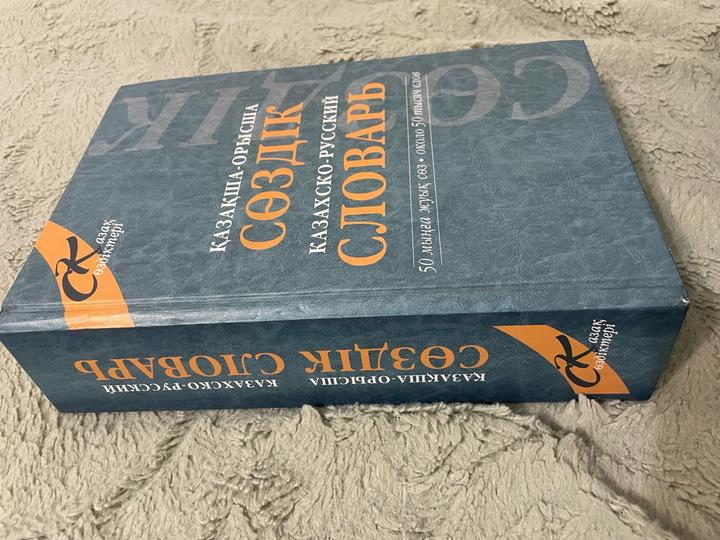 СӨЗДІК
ҚАЗАҚША-ОРЫСША
СӨЗДІК
КАЗАХСКО-РУССКИЙ
СЛОВАРЬ
50 мыңға жуық сөз • около 50 тысяч слов
Қазақ
Сөздіктері
ҚАЗАҚША-ОРЫСША
СӨЗДІК
КАЗАХСКО-РУССКИЙ
СЛОВАРЬ
Қазақ
Сөздіктері